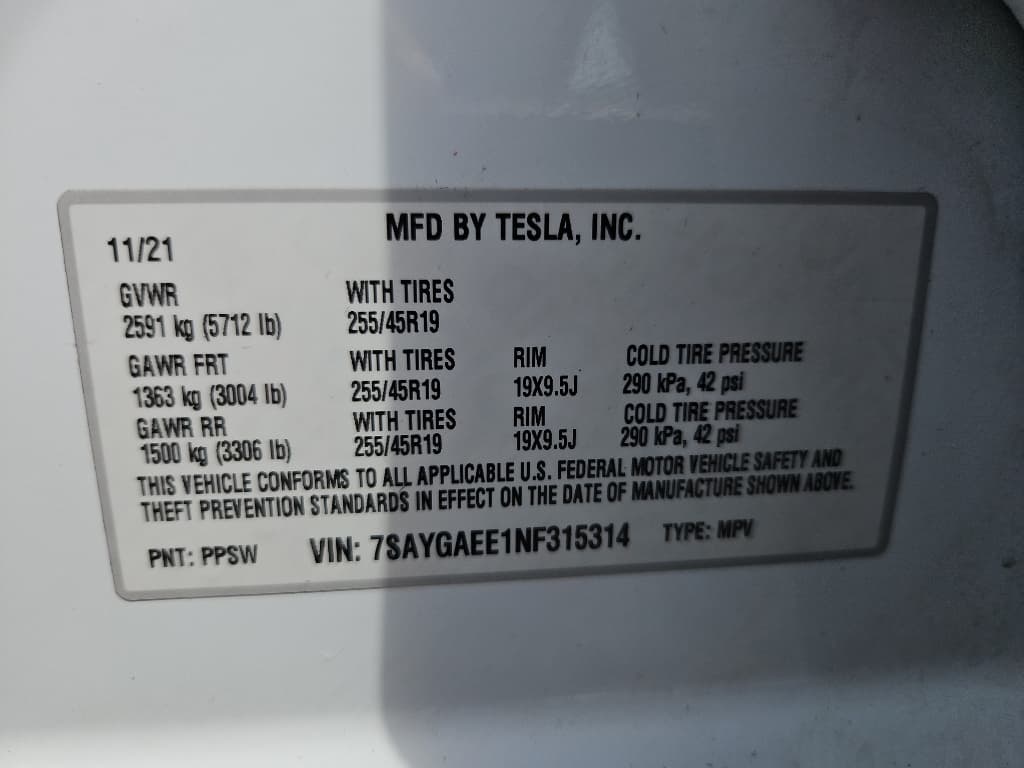 MFD BY TESLA, INC.
11/21
GVWR WITH TIRES
2591 kg (5712 lb) 255/45R19
GAWR FRT WITH TIRES RIM COLD TIRE PRESSURE
1363 kg (3004 lb) 255/45R19 19X9.5J 290 kPa, 42 psi
GAWR RR WITH TIRES RIM COLD TIRE PRESSURE
1500 kg (3306 lb) 255/45R19 19X9.5J 290 kPa, 42 psi
THIS VEHICLE CONFORMS TO ALL APPLICABLE U.S. FEDERAL MOTOR VEHICLE SAFETY AND
THEFT PREVENTION STANDARDS IN EFFECT ON THE DATE OF MANUFACTURE SHOWN ABOVE.
PNT: PPSW VIN: 7SAYGAEE1NF315314 TYPE: MPV